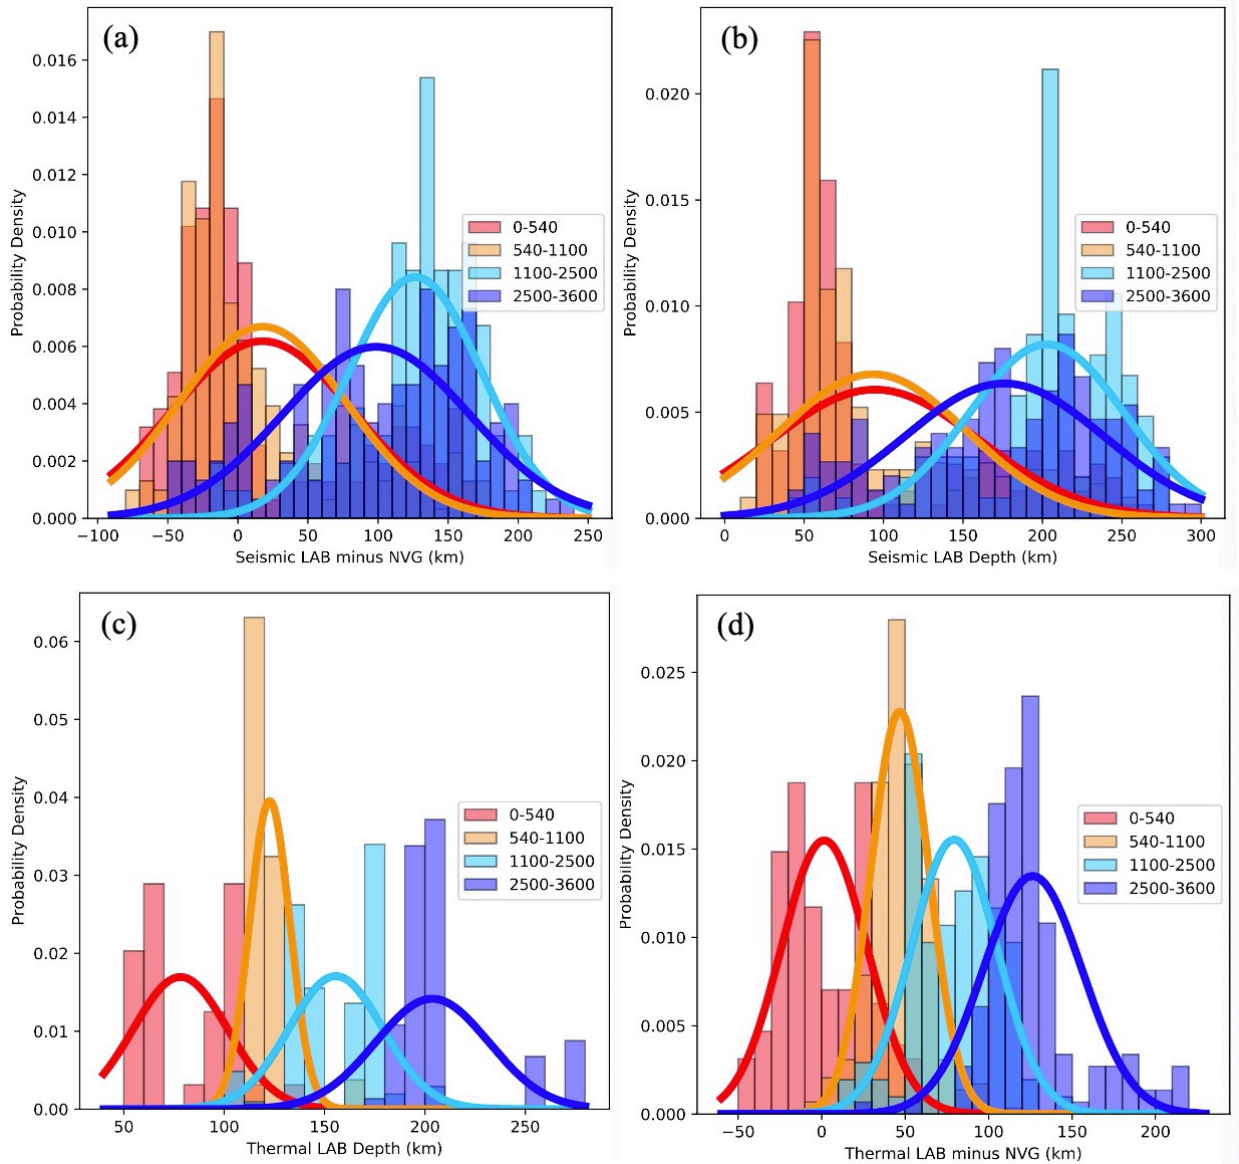 (a)
0.016
0.014
0.012
0.010
0.008
0.006
0.004
0.002
0.000
Probability Density
0-540
540-1100
1100-2500
2500-3600
−100 −50 0 50 100 150 200 250
Seismic LAB minus NVG (km)
(b)
0.020
0.015
0.010
0.005
0.000
Probability Density
0-540
540-1100
1100-2500
2500-3600
0 50 100 150 200 250 300
Seismic LAB Depth (km)
(c)
0.06
0.05
0.04
0.03
0.02
0.01
0.00
Probability Density
0-540
540-1100
1100-2500
2500-3600
50 100 150 200 250
Thermal LAB Depth (km)
(d)
0.025
0.020
0.015
0.010
0.005
0.000
Probability Density
0-540
540-1100
1100-2500
2500-3600
−50 0 50 100 150 200
Thermal LAB minus NVG (km)